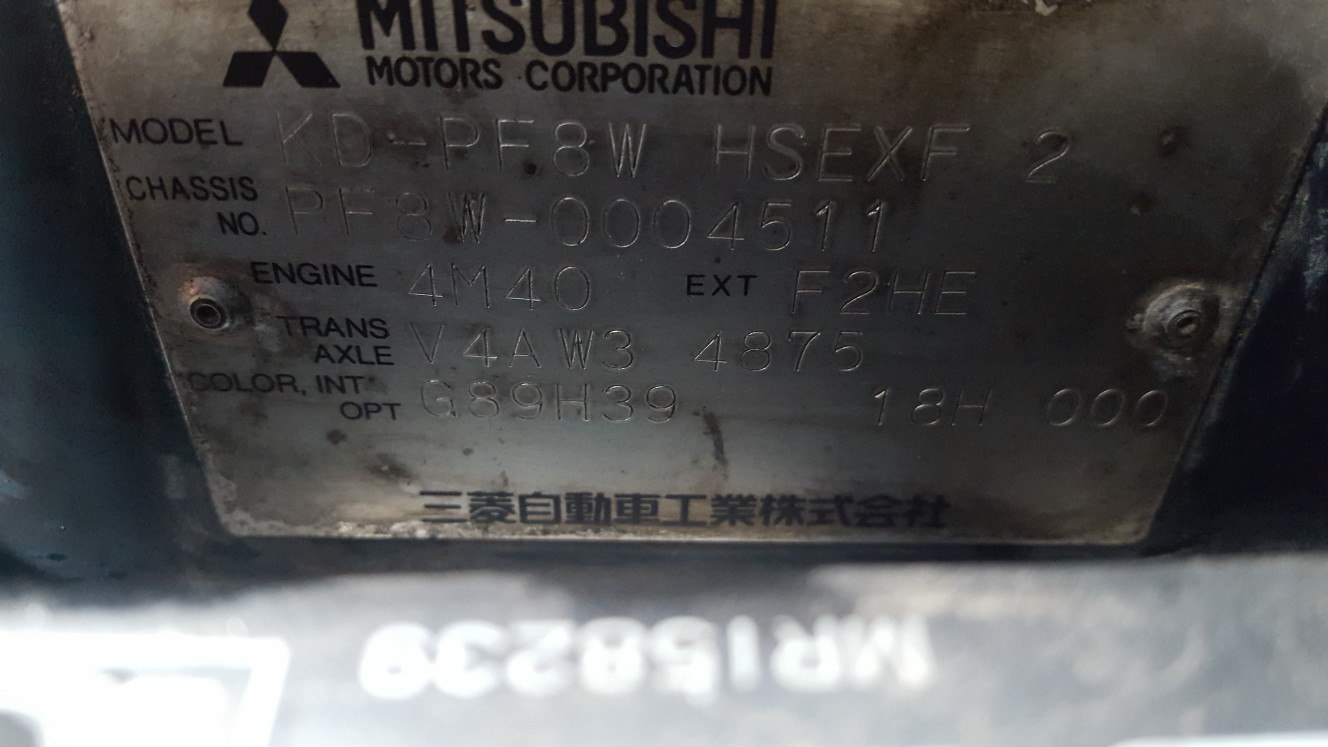 MITSUBISHI
MOTORS CORPORATION
MODEL KD-PF8W HSEXF 2
CHASSIS NO. PF8W-0004511
ENGINE 4M40 EXT F2HE
TRANS AXLE V4AW3 4875
COLOR, INT OPT G89H39 18H 000
三菱自動車工業株式会社
MR158239